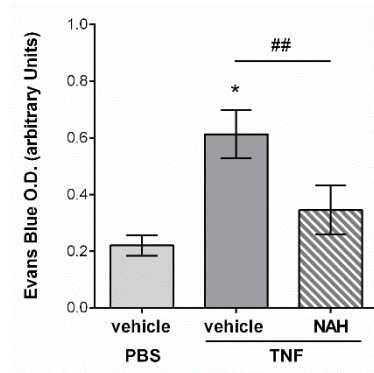 Evans Blue O.D. (arbitrary Units)
1.0
0.8
0.6
0.4
0.2
0.0
##
*
vehicle vehicle NAH
PBS TNF